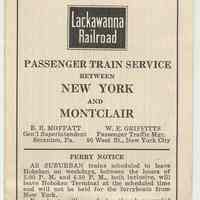 Lackawanna
Railroad
PASSENGER TRAIN SERVICE
BETWEEN
NEW YORK
AND
MONTCLAIR
E. B. MOFFATT
Gen'l Superintendent
Scranton, Pa.
W. E. GRIFFITTS
Passenger Traffic Mgr.
90 West St., New York City
FERRY NOTICE
All SUBURBAN trains scheduled to leave
Hoboken on weekdays, between the hours of
5.00 P. M. and 6.30 P. M., both inclusive, will
leave Hoboken Terminal at the scheduled time
and will not be held for the ferryboats from
New York.